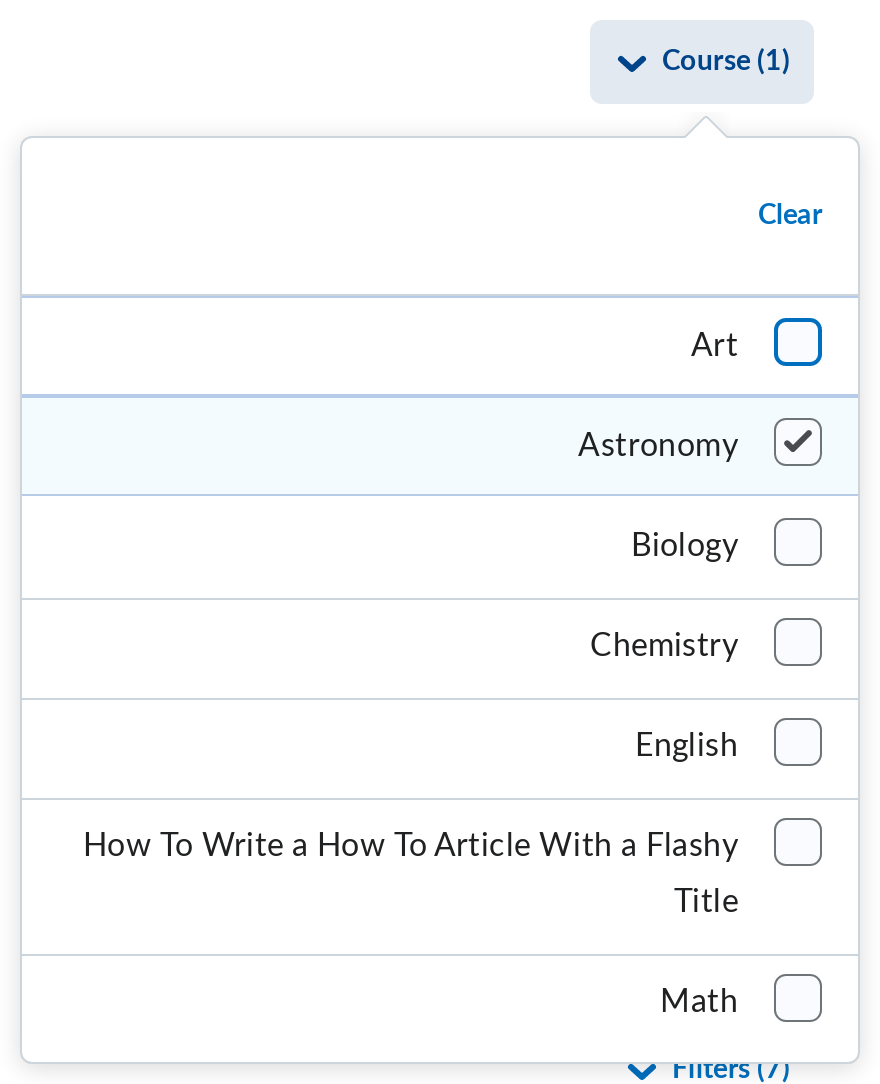 Course (1)
Clear
Art
Astronomy
Biology
Chemistry
English
How To Write a How To Article With a Flashy
Title
Math
Filters (7)